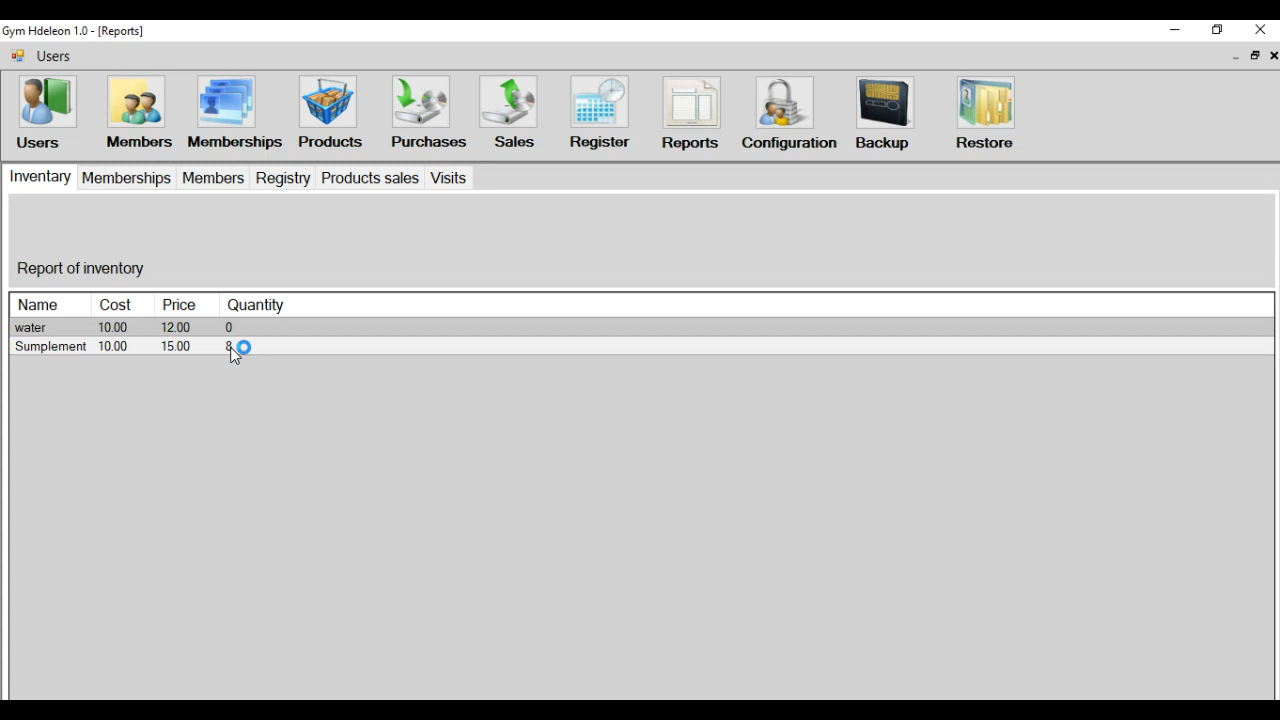 Gym Hdeleon 1.0 - [Reports]
Users
Users Members Memberships Products Purchases Sales Register Reports Configuration Backup Restore
Inventory Memberships Members Registry Products sales Visits
Report of inventory
Name Cost Price Quantity
water 10.00 12.00 0
Sumplement 10.00 15.00 8